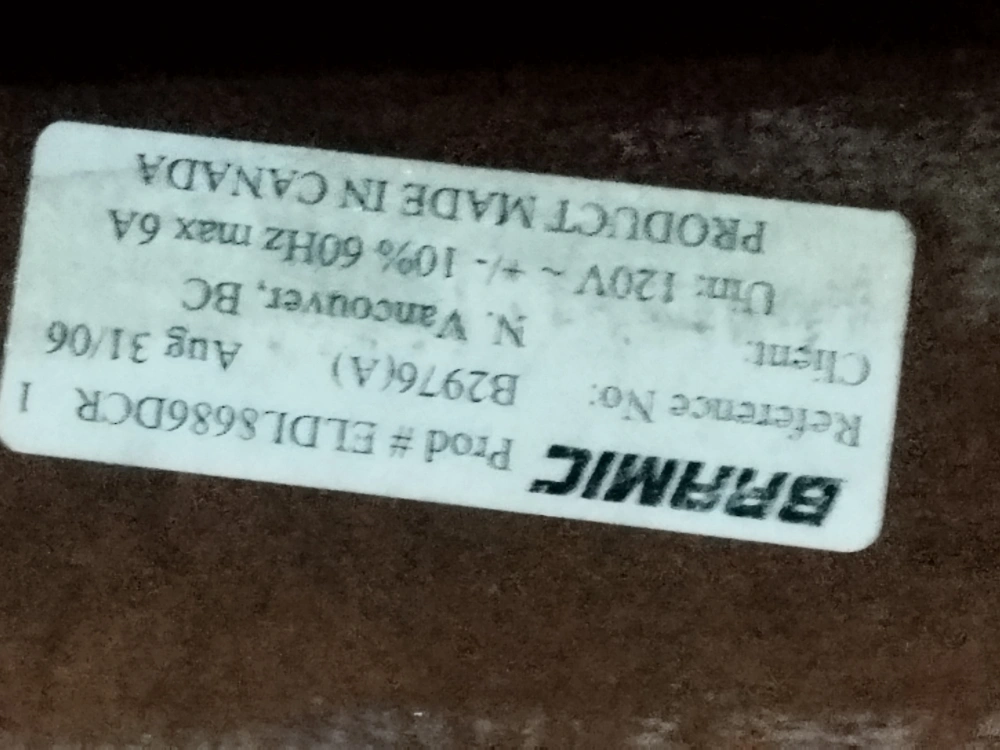 BRAMIC Prod # ELDL8686DCR 1
Reference No: B2976(A) Aug 31/06
Client: N. Vancouver, BC
Uin: 120V ~ +/- 10% 60Hz max 6A
PRODUCT MADE IN CANADA